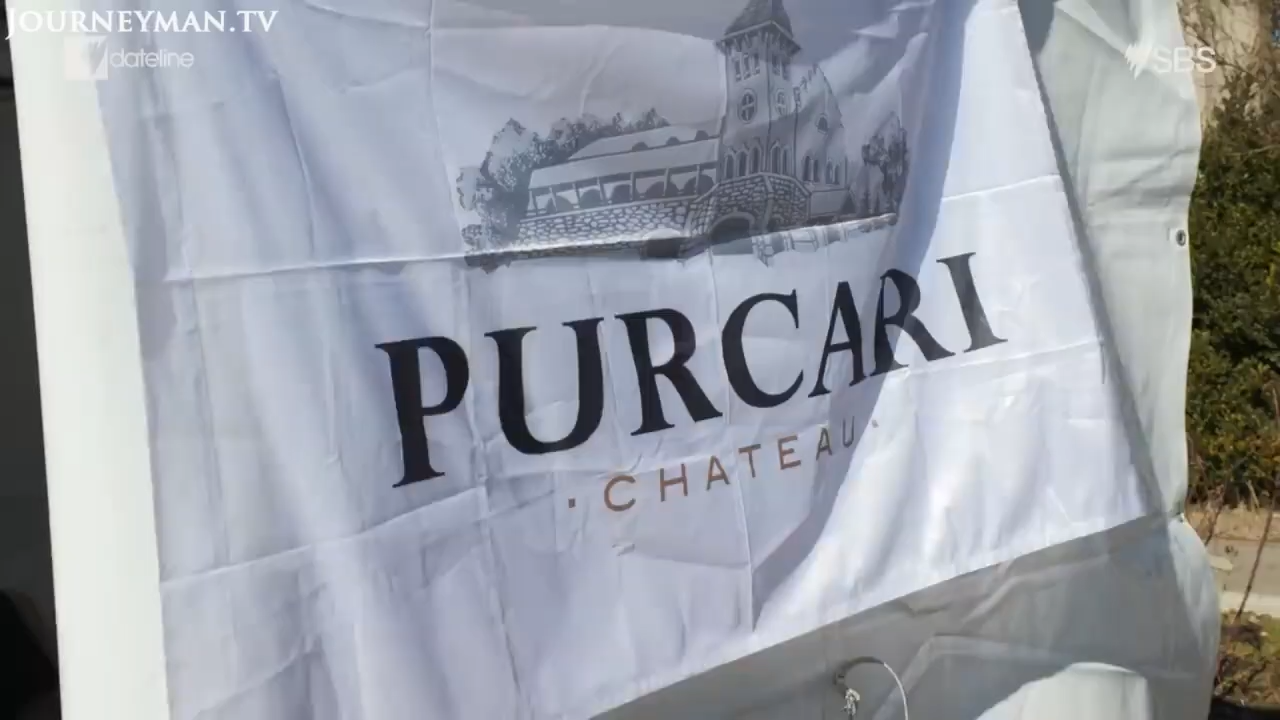 JOURNEYMAN.TV
dateline
SBS
PURCARI
· CHATEAU ·